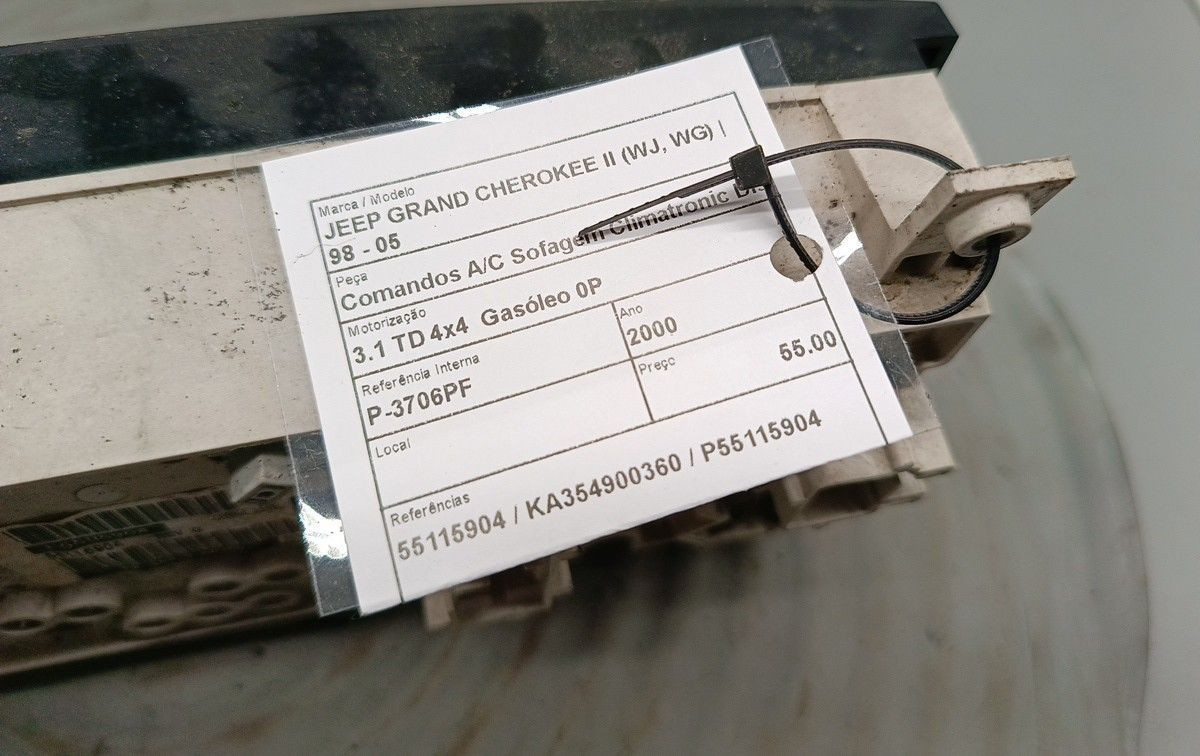 Marca / Modelo
JEEP GRAND CHEROKEE II (WJ, WG) |
98 - 05
Peça
Comandos A/C Sofagem Climatronic
Motorização
3.1 TD 4x4 Gasóleo 0P
Referência Interna
P-3706PF
Ano
2000
Local
Preço
55.00
Referências
55115904 / KA354900360 / P55115904